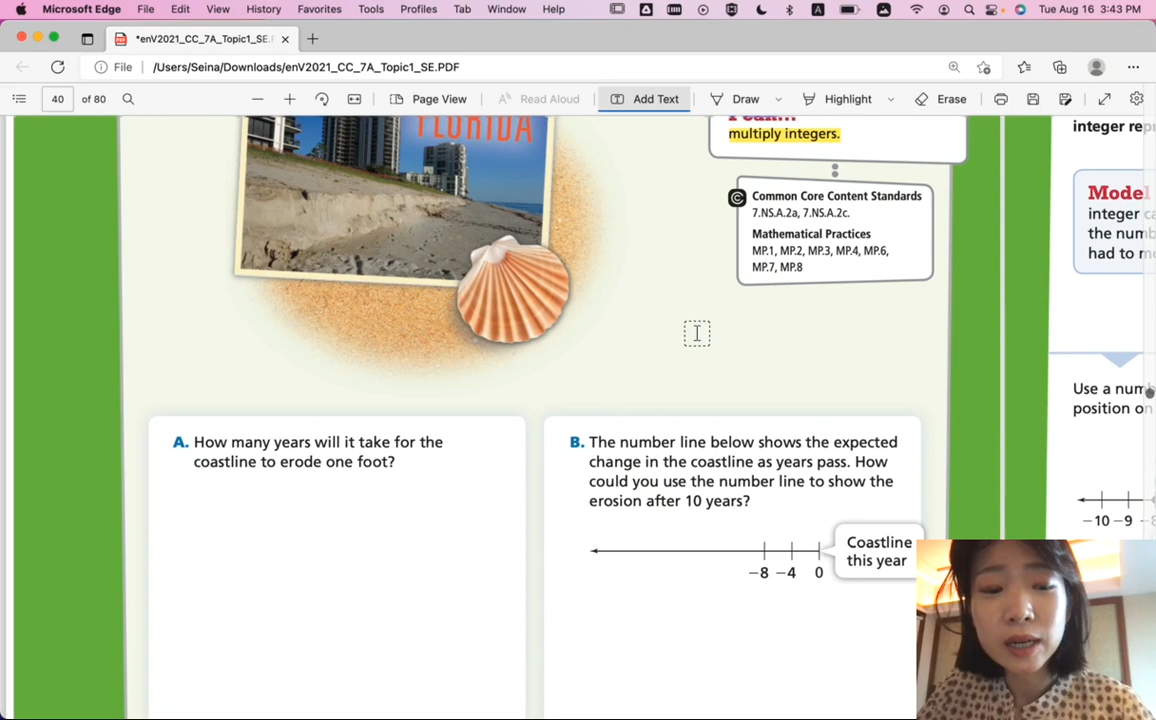 Microsoft Edge File Edit View History Favorites Tools Profiles Tab Window Help A Tue Aug 16 3:43 PM
*enV2021_CC_7A_Topic1_SE.
File /Users/Seina/Downloads/enV2021_CC_7A_Topic1_SE.PDF
40 of 80 Page View Read Aloud Add Text Draw Highlight Erase
FLORIDA
I can...
multiply integers.
Common Core Content Standards
7.NS.A.2a, 7.NS.A.2c.
Mathematical Practices
MP.1, MP.2, MP.3, MP.4, MP.6,
MP.7, MP.8
A. How many years will it take for the
coastline to erode one foot?
B. The number line below shows the expected
change in the coastline as years pass. How
could you use the number line to show the
erosion after 10 years?
Coastline
this year
−8 −4 0
integer
Model
integer
the
had to
Use a
position
−10 −9